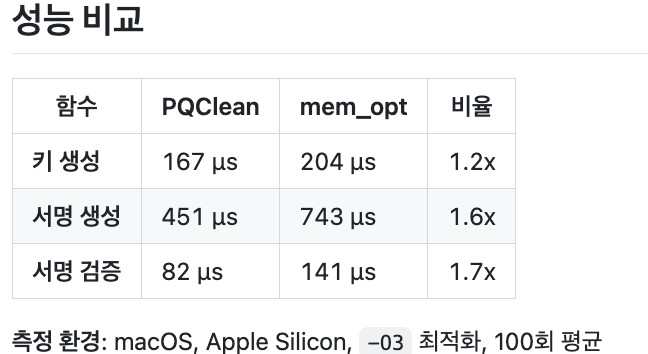 성능 비교
함수 PQClean mem_opt 비율
키 생성 167 μs 204 μs 1.2x
서명 생성 451 μs 743 μs 1.6x
서명 검증 82 μs 141 μs 1.7x
측정 환경: macOS, Apple Silicon, –O3 최적화, 100회 평균